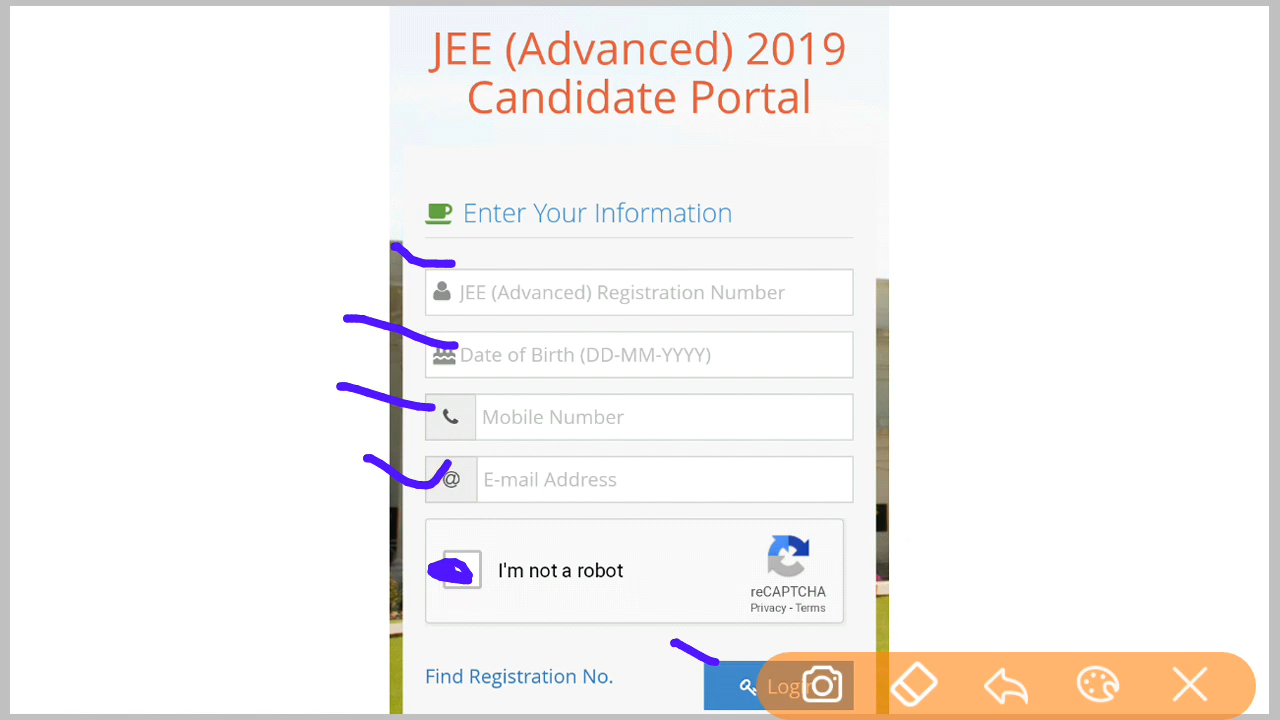 JEE (Advanced) 2019
Candidate Portal
Enter Your Information
JEE (Advanced) Registration Number
Date of Birth (DD-MM-YYYY)
Mobile Number
@ E-mail Address
I'm not a robot
reCAPTCHA
Privacy - Terms
Find Registration No.
Login